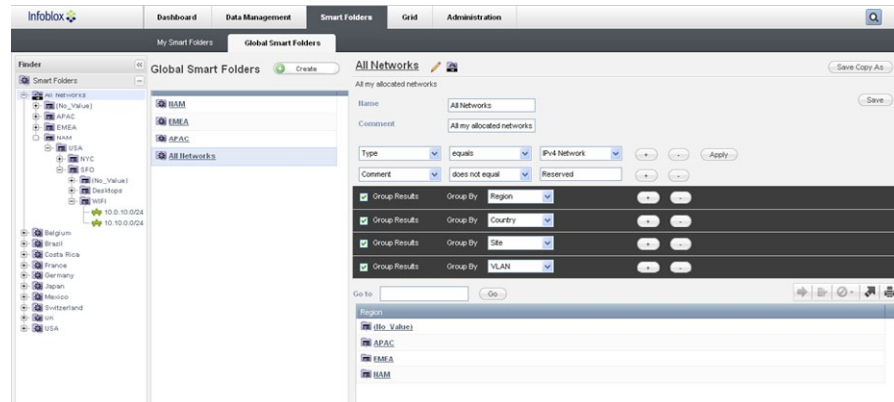 Infoblox
Dashboard Data Management Smart Folders Grid Administration
My Smart Folders Global Smart Folders
Finder
Smart Folders
All Networks
(No_Value)
APAC
EMEA
NAM
USA
NYC
SFO
(No_Value)
Desktops
WIFI
10.0.10.0/24
10.10.0.0/24
Belgium
Brazil
Costa Rica
France
Germany
Japan
Mexico
Switzerland
UK
USA
Global Smart Folders Create
NAM
EMEA
APAC
All Networks
All Networks Save Copy As
All my allocated networks
Name All Networks Save
Comment All my allocated networks
Type equals IPv4 Network + - Apply
Comment does not equal Reserved + -
Group Results Group By Region + -
Group Results Group By Country + -
Group Results Group By Site + -
Group Results Group By VLAN + -
Go to Go
Region
(No_Value)
APAC
EMEA
NAM